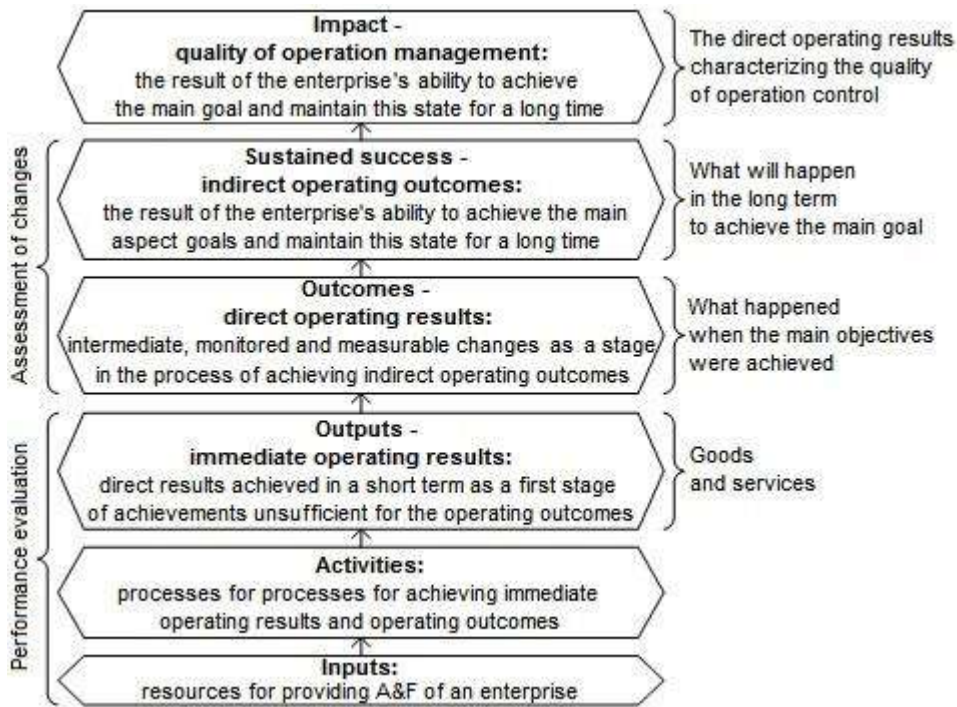 Impact -
quality of operation management:
the result of the enterprise's ability to achieve
the main goal and maintain this state for a long time
The direct operating results
characterizing the quality
of operation control
Assessment of changes
Sustained success -
indirect operating outcomes:
the result of the enterprise's ability to achieve the main
aspect goals and maintain this state for a long time
What will happen
in the long term
to achieve the main goal
Outcomes -
direct operating results:
intermediate, monitored and measurable changes as a stage
in the process of achieving indirect operating outcomes
What happened
when the main objectives
were achieved
Performance evaluation
Outputs -
immediate operating results:
direct results achieved in a short term as a first stage
of achievements unsufficient for the operating outcomes
Goods
and services
Activities:
processes for processes for achieving immediate
operating results and operating outcomes
Inputs:
resources for providing A&F of an enterprise